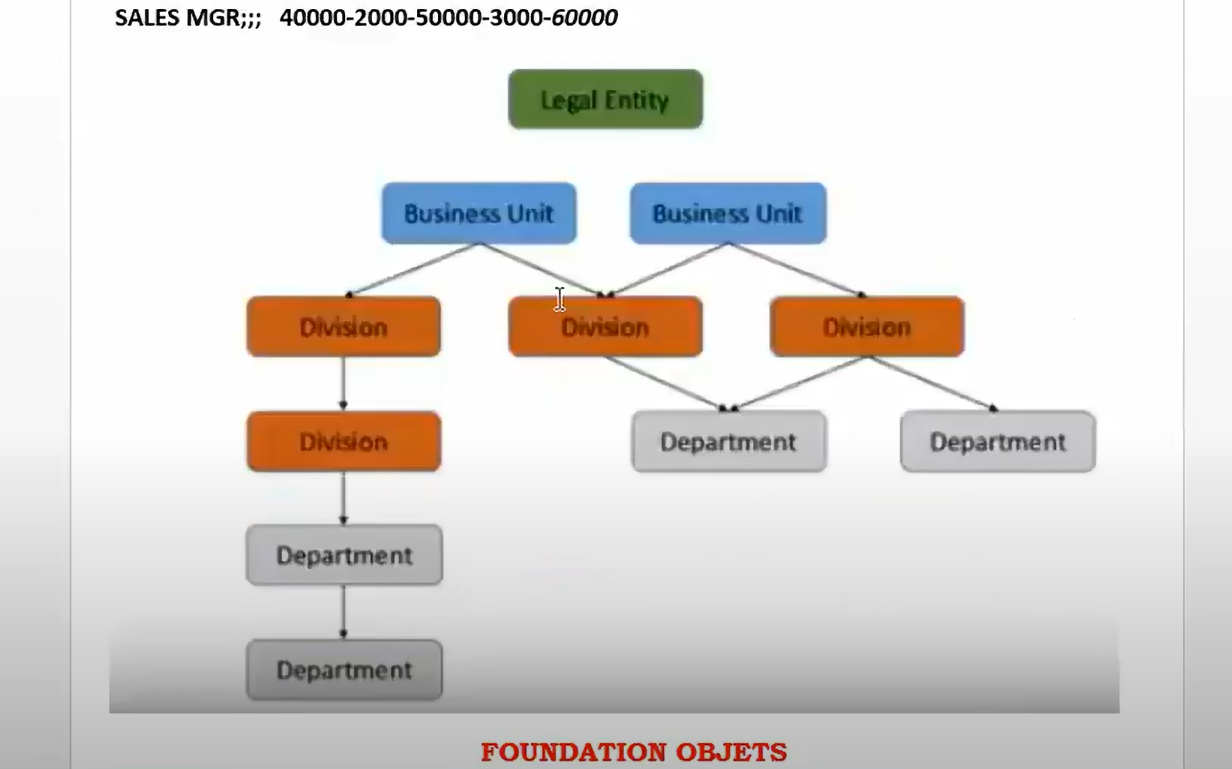 SALES MGR;;; 40000-2000-50000-3000-60000
Legal Entity
Business Unit Business Unit
Division Division Division
Division Department Department
Department
Department
FOUNDATION OBJETS